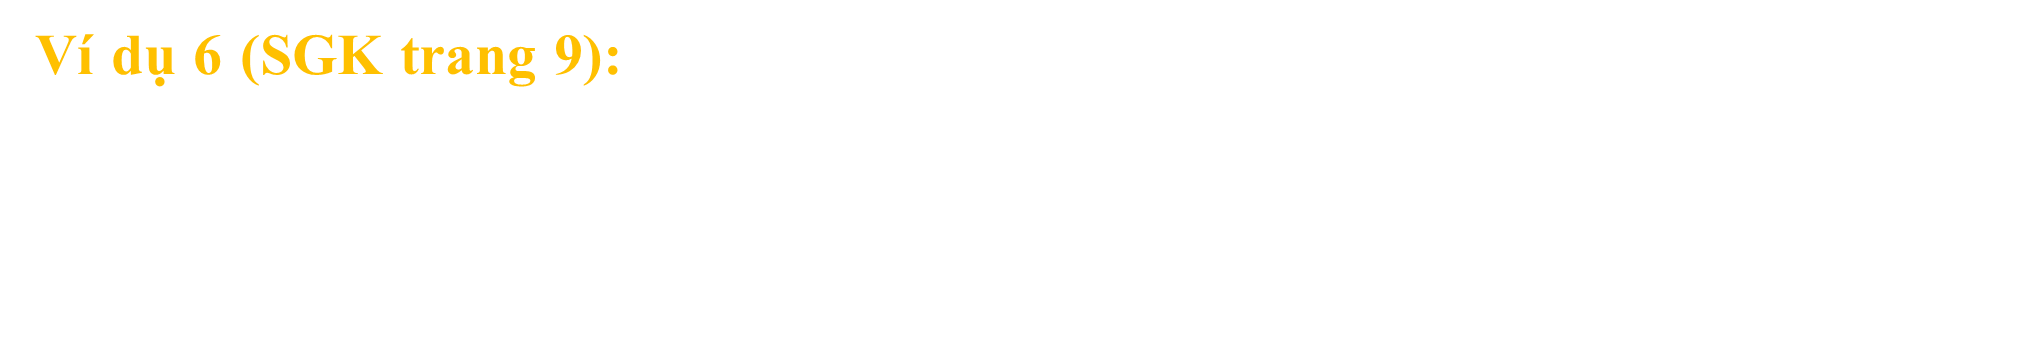 Ví dụ 6 (SGK trang 9):